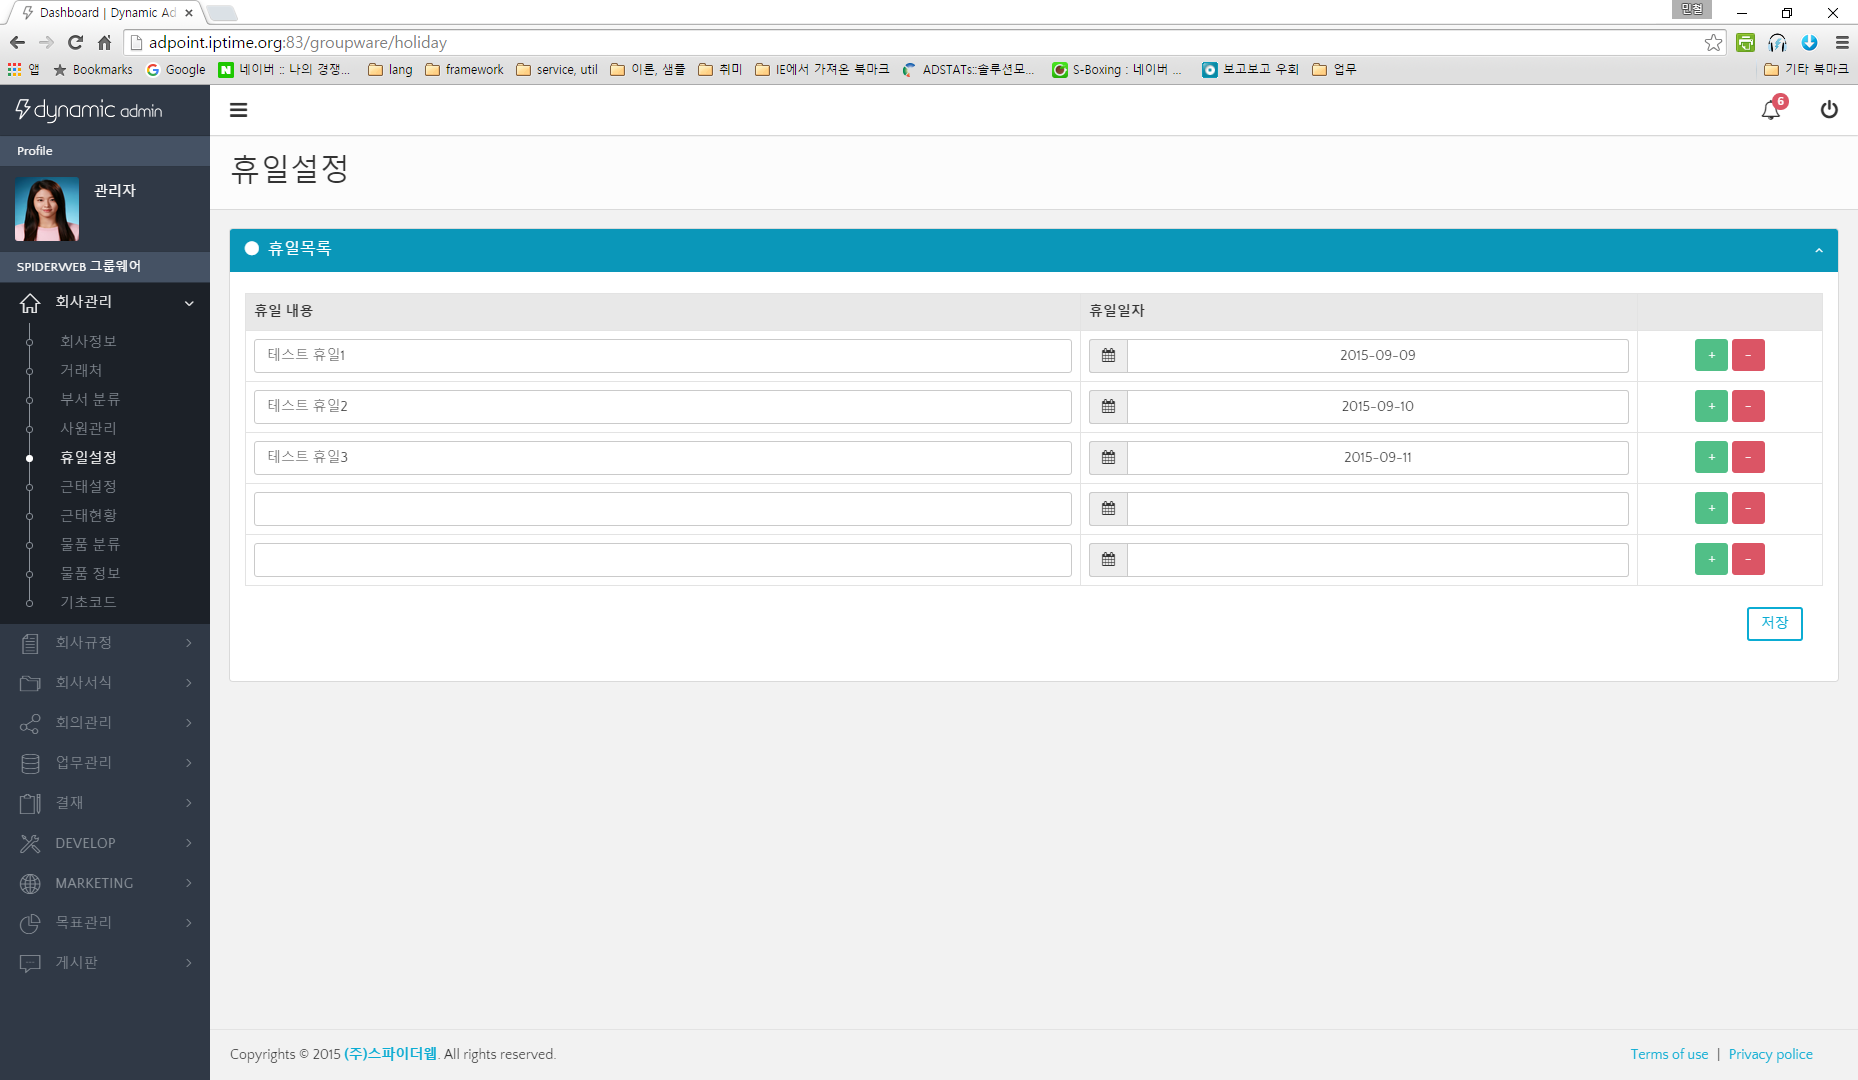 Dashboard | Dynamic Ad
민철
adpoint.iptime.org:83/groupware/holiday
앱 Bookmarks Google 네이버 :: 나의 경쟁... lang framework service, util 이론, 샘플 취미 IE에서 가져온 북마크 ADSTATs::솔루션모... S-Boxing : 네이버 ... 보고보고 우회 업무 기타 북마크
dynamic admin
6
Profile
관리자
SPIDERWEB 그룹웨어
회사관리
회사정보
거래처
부서 분류
사원관리
휴일설정
근태설정
근태현황
물품 분류
물품 정보
기초코드
회사규정
회사서식
회의관리
업무관리
결재
DEVELOP
MARKETING
목표관리
게시판
휴일설정
휴일목록
휴일 내용 휴일일자
테스트 휴일1 2015-09-09 + -
테스트 휴일2 2015-09-10 + -
테스트 휴일3 2015-09-11 + -
+ -
+ -
저장
Copyrights © 2015 (주)스파이더웹. All rights reserved.
Terms of use | Privacy police